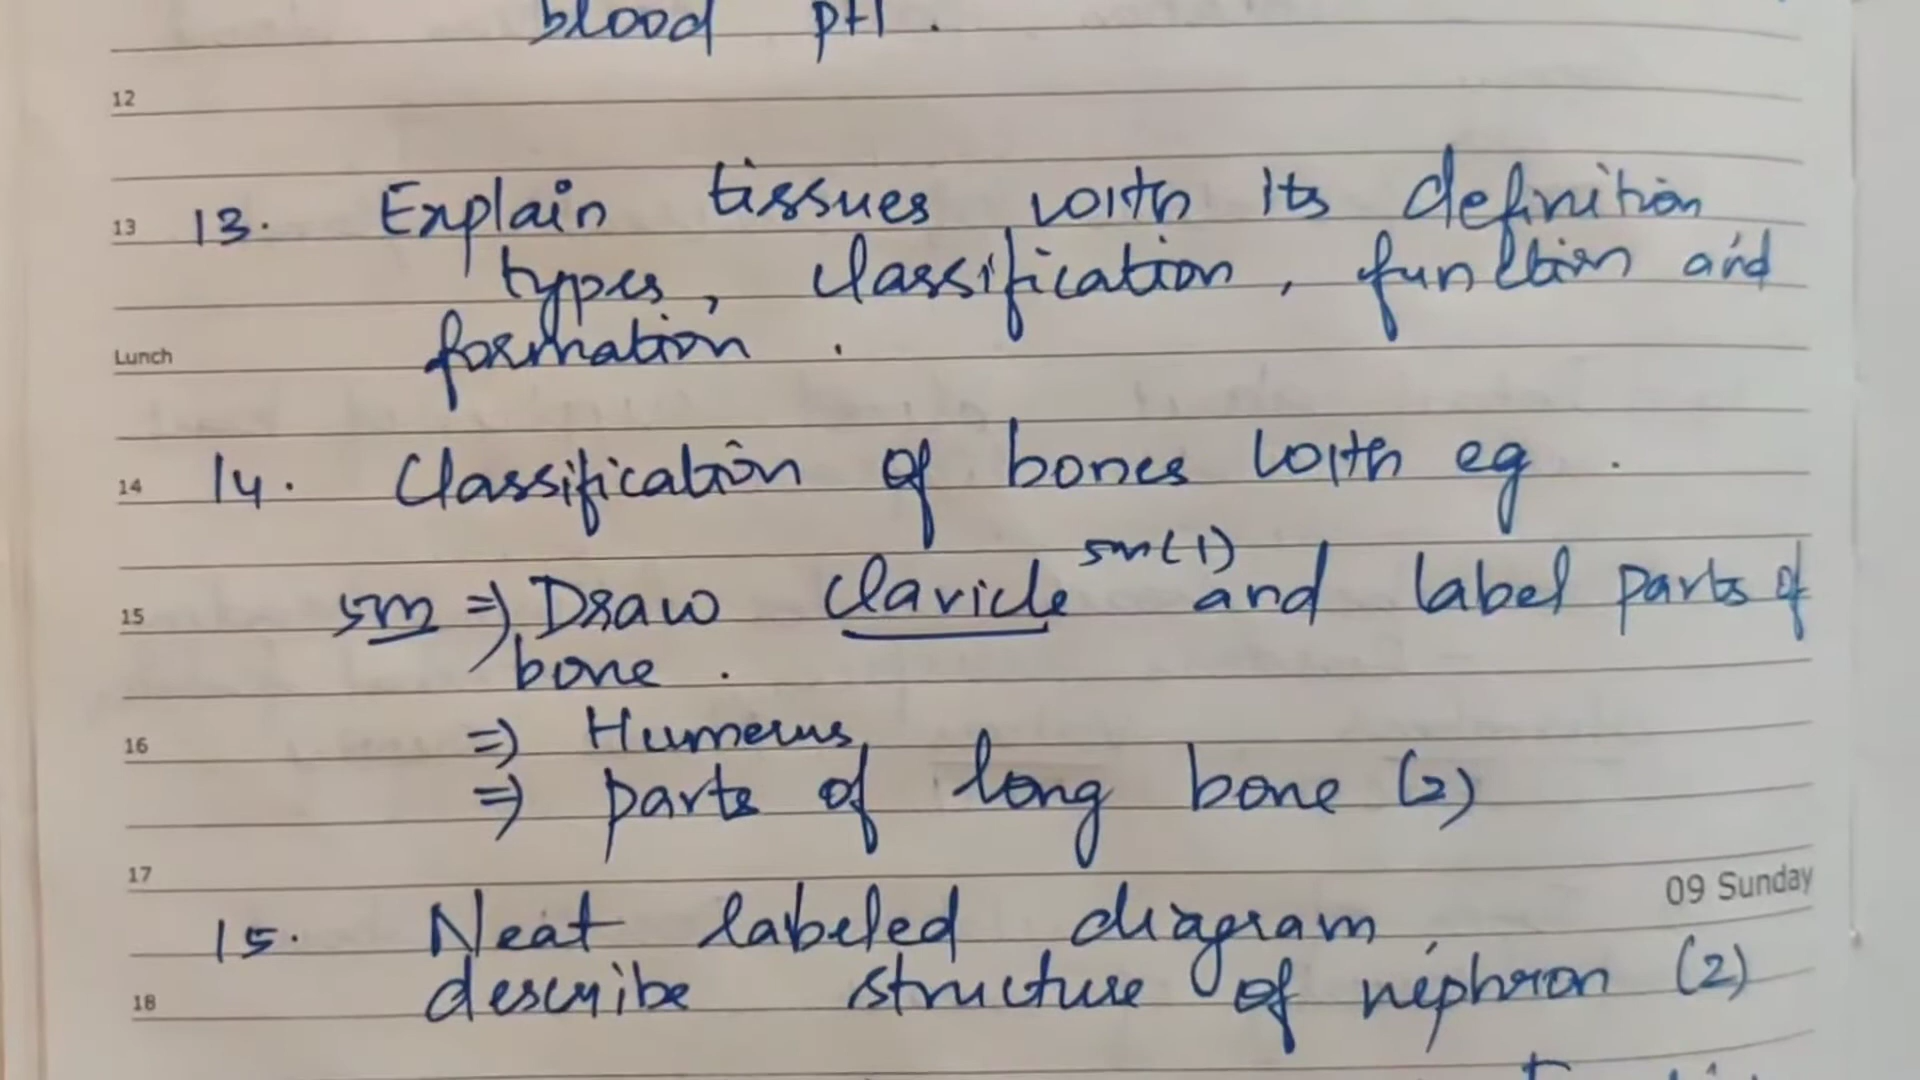 blood pH.
12
13 13. Explain tissues with its definition
types, classification, function and
Lunch formation.
14 14. Classification of bones with eg.
15 5m => Draw clavicle 5m(1) and label parts of
bone.
16 => Humerus
=> parts of long bone (2)
17
09 Sunday
15. Neat labeled diagram,
18 describe structure of nephron (2)